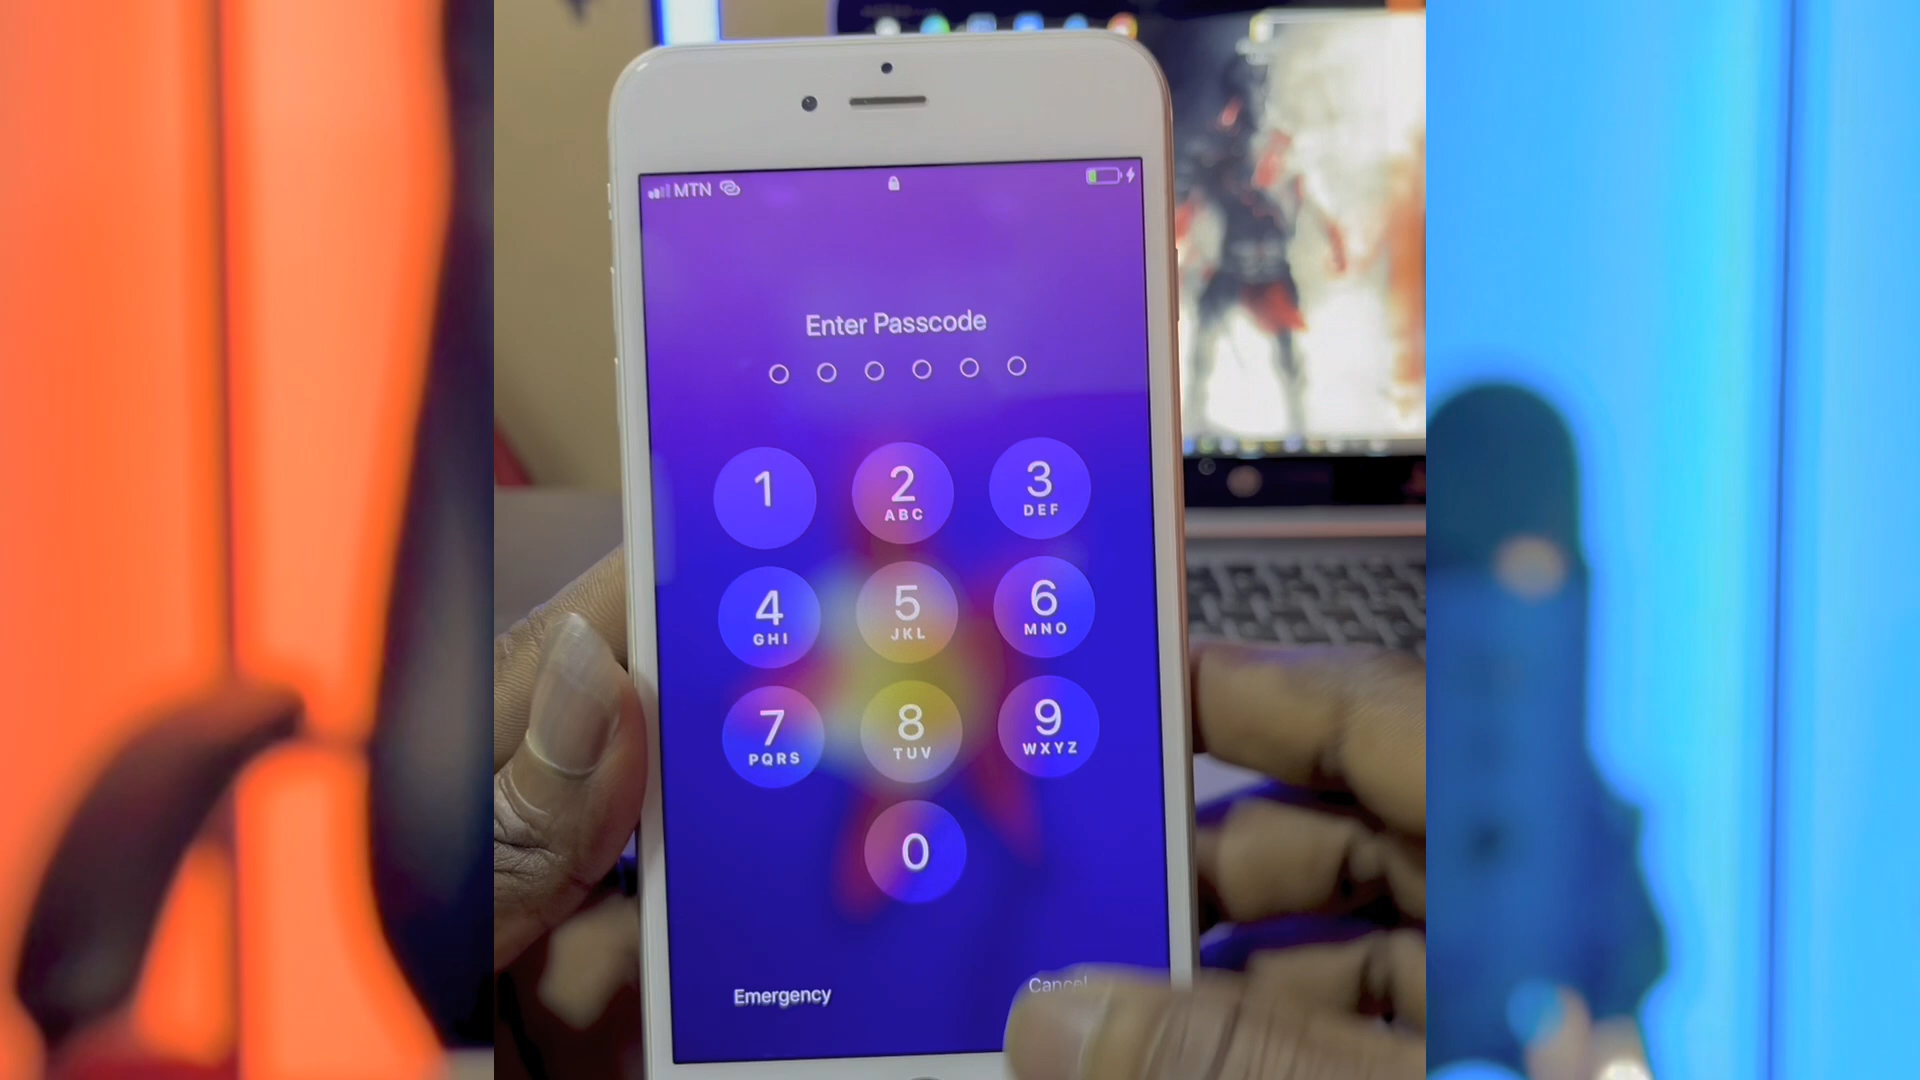 MTN
Enter Passcode
1 2 3
ABC DEF
4 5 6
GHI JKL MNO
7 8 9
PQRS TUV WXYZ
0
Emergency Cancel